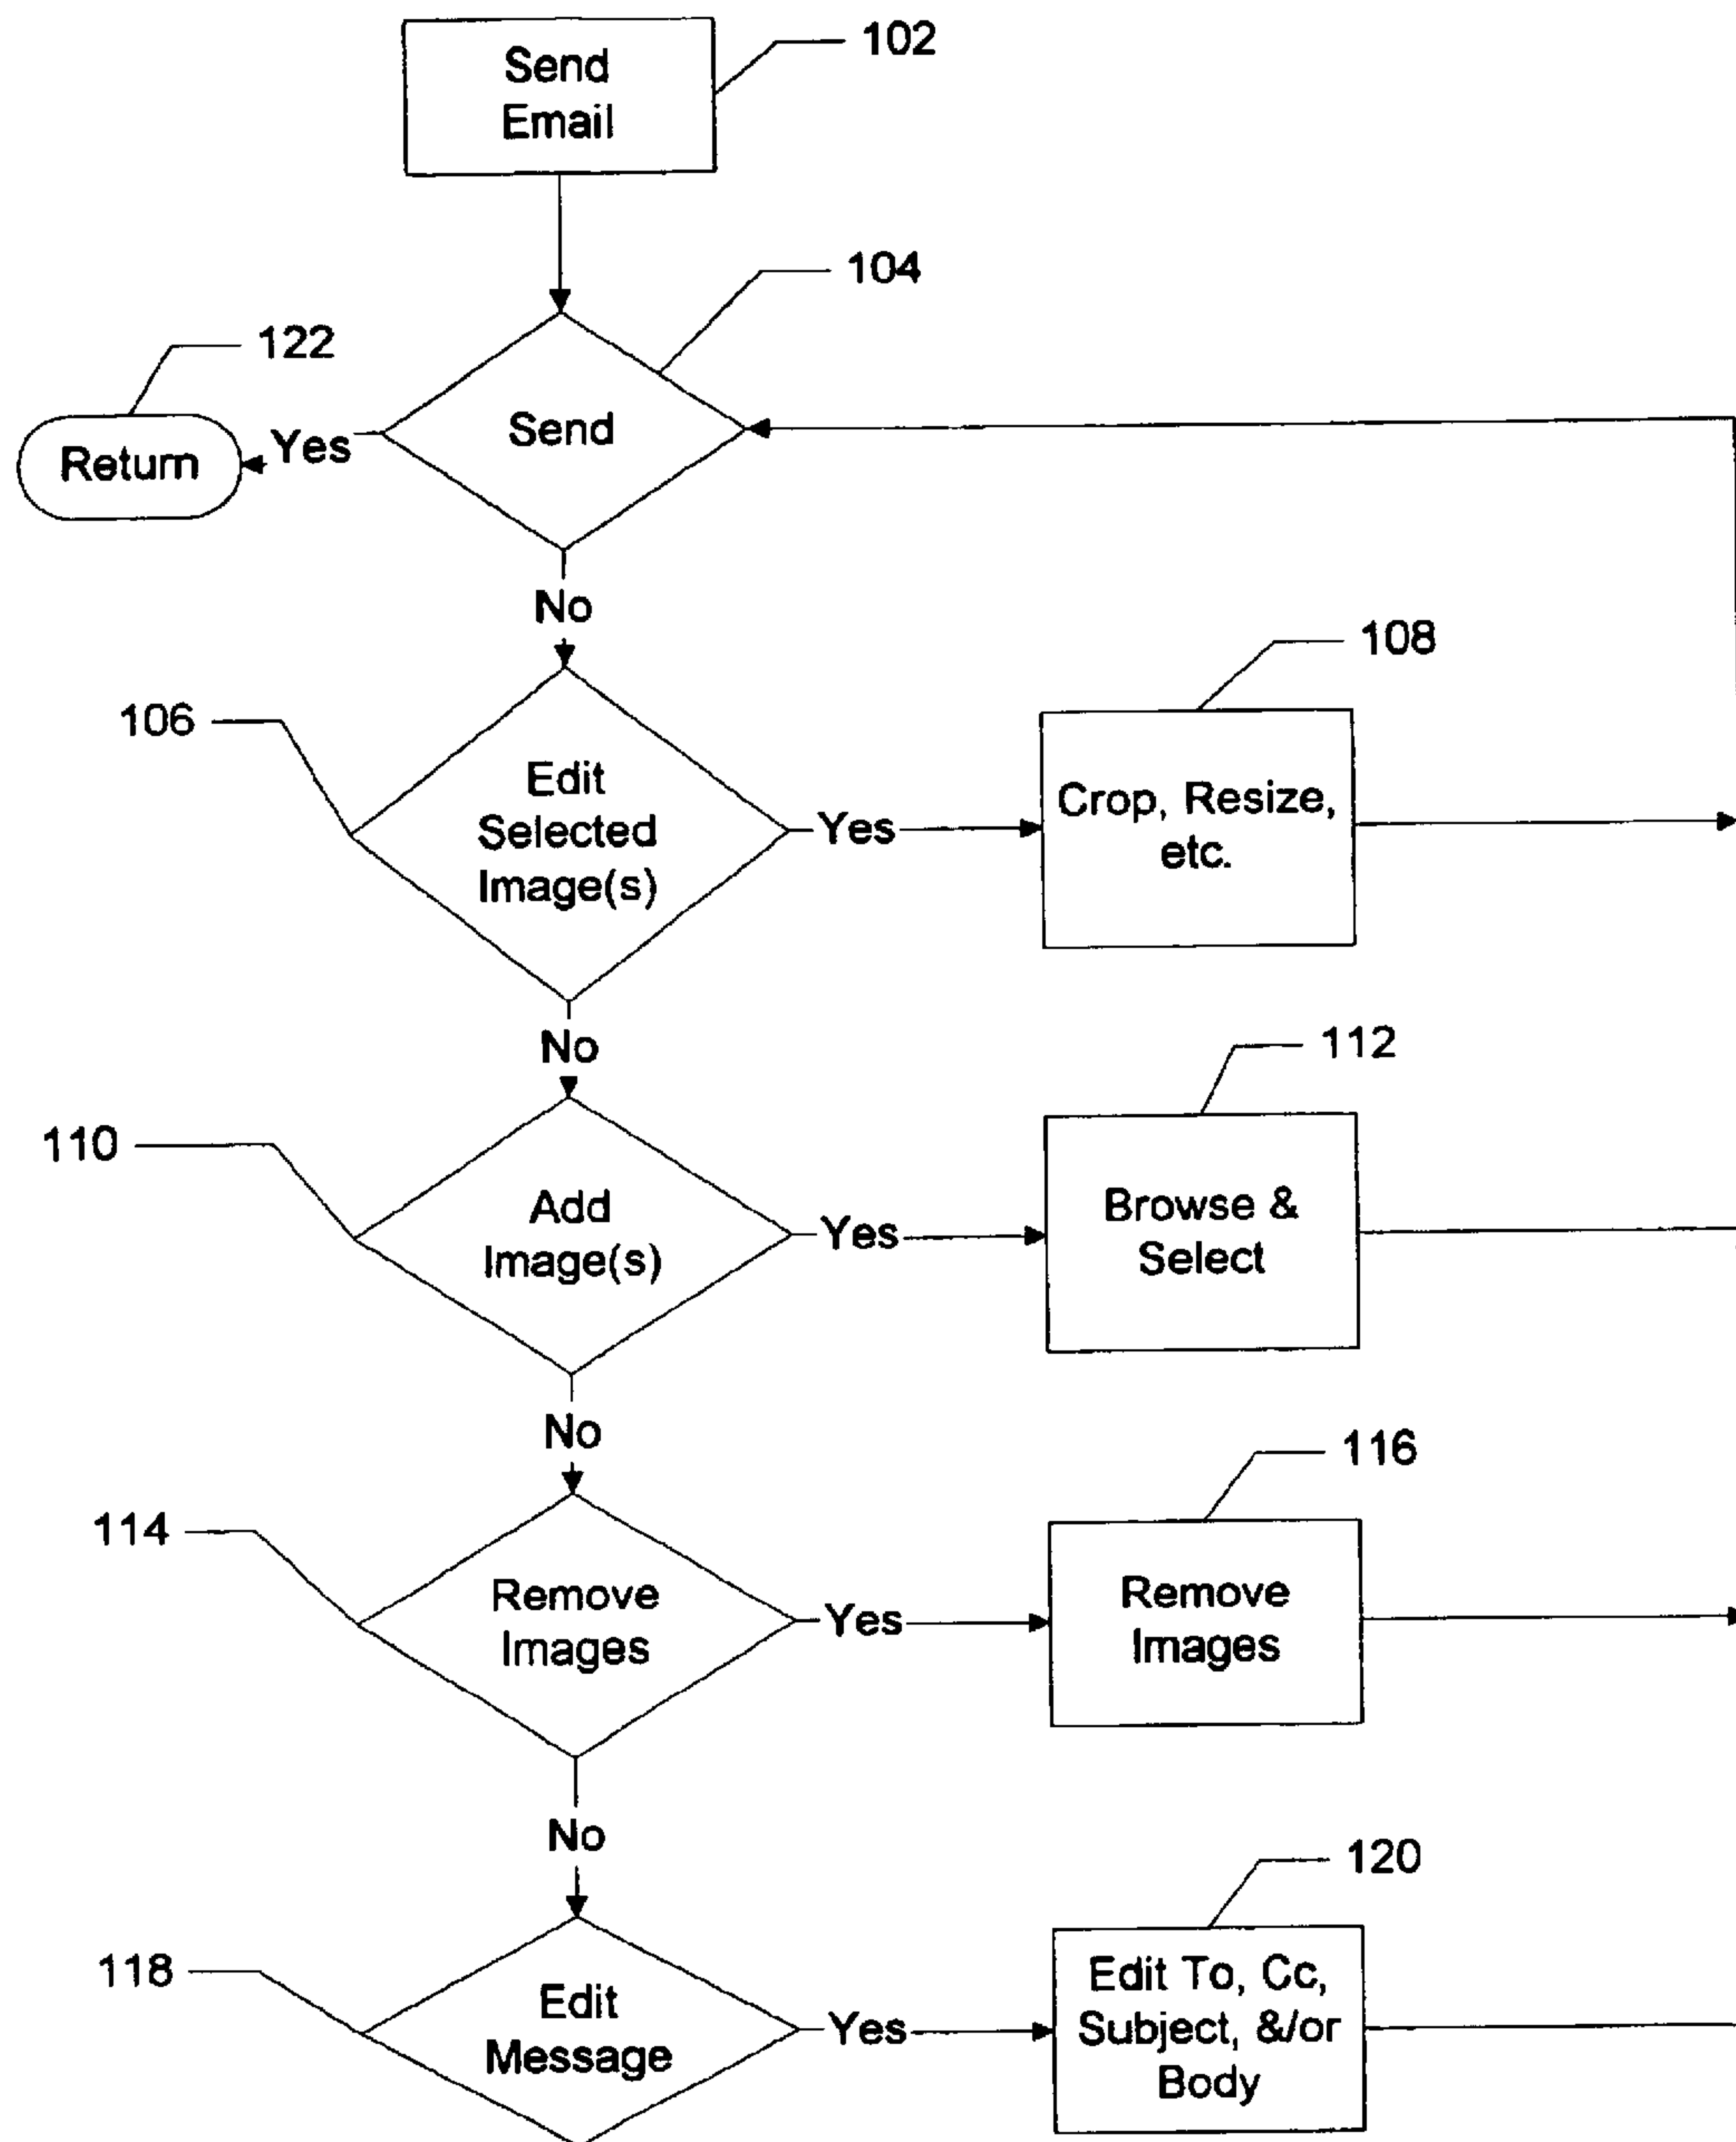 Send
Email
102
104
122
Return
Yes
Send
No
106
Edit
Selected
Image(s)
Yes
108
Crop, Resize,
etc.
No
110
Add
Image(s)
Yes
112
Browse &
Select
No
114
Remove
Images
Yes
116
Remove
Images
No
118
Edit
Message
Yes
120
Edit To, Cc,
Subject, &/or
Body